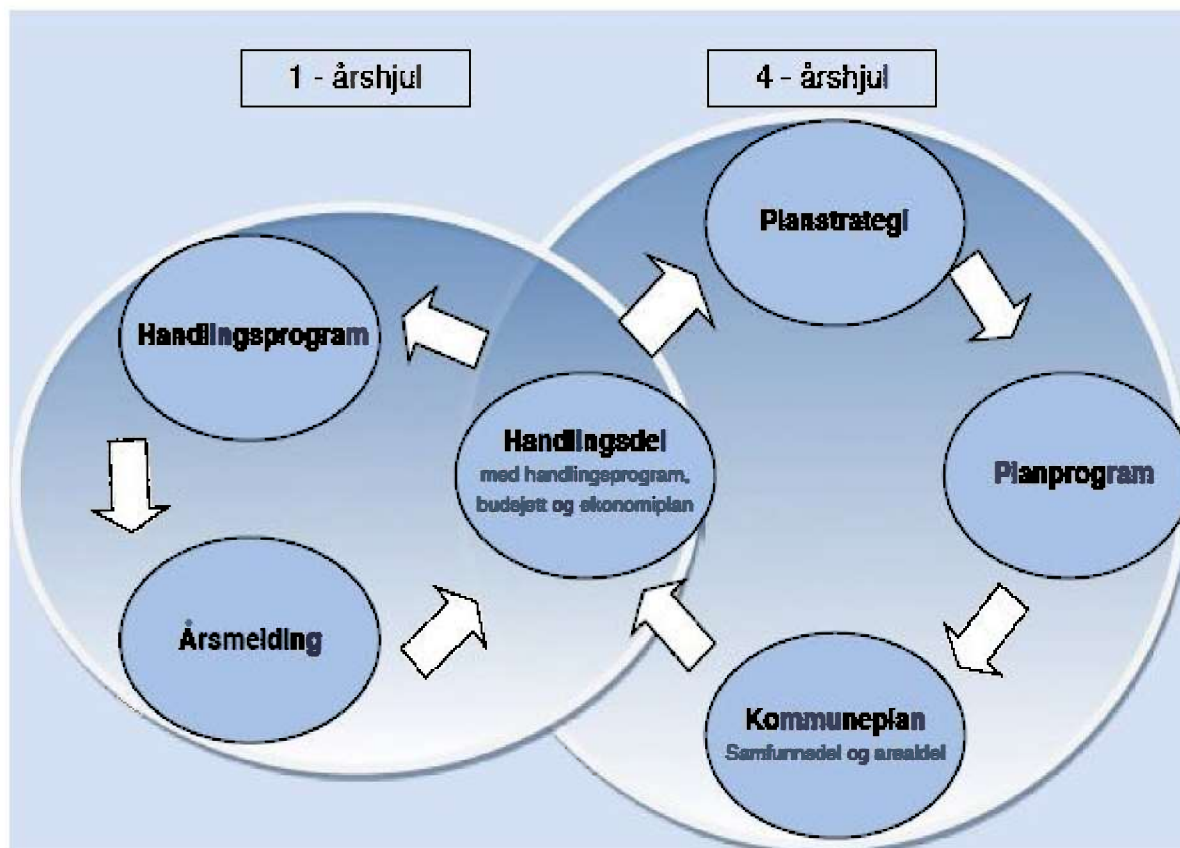 1 - årshjul
4 - årshjul
Planstrategi
Handlingsprogram
Handlingsdel
med handlingsprogram,
budsjett og økonomiplan
Planprogram
Årsmelding
Kommuneplan
Samfunnsdel og arealdel